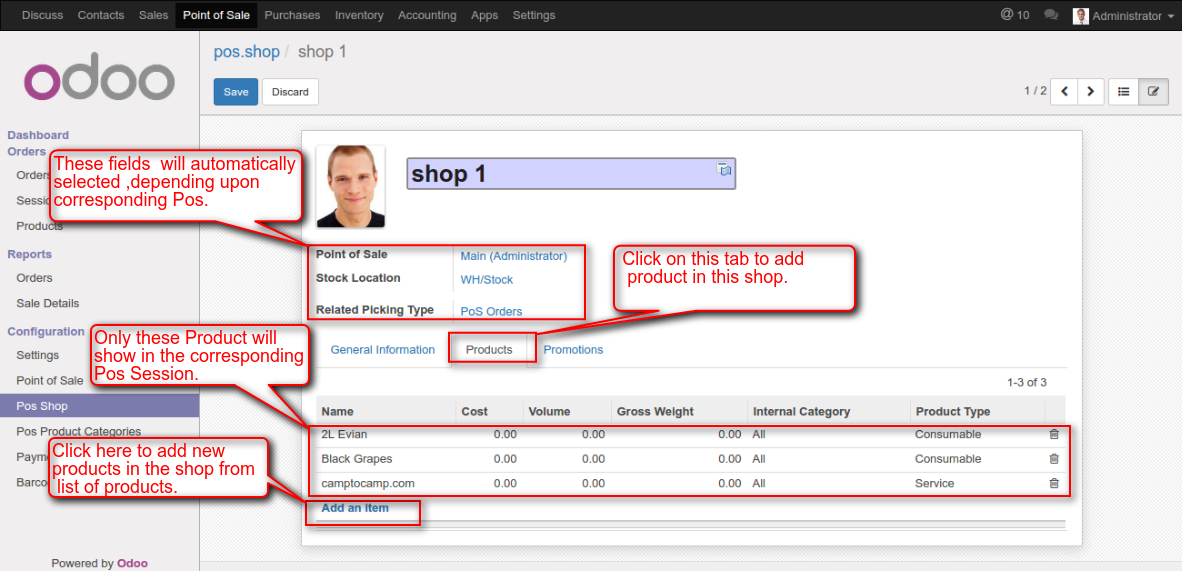 Discuss Contacts Sales Point of Sale Purchases Inventory Accounting Apps Settings @ 10 Administrator
odoo
pos.shop / shop 1
Save Discard
1 / 2
Dashboard
Orders
Orders
Sessi
Products
Reports
Orders
Sale Details
Configuration
Settings
Point of Sale
Pos Shop
Pos Product Categories
Payme
Barco
Powered by Odoo
These fields will automatically
selected ,depending upon
corresponding Pos.
shop 1
Point of Sale Main (Administrator)
Stock Location WH/Stock
Related Picking Type PoS Orders
Click on this tab to add
product in this shop.
Only these Product will
show in the corresponding
Pos Session.
General Information Products Promotions
1-3 of 3
Name Cost Volume Gross Weight Internal Category Product Type
2L Evian 0.00 0.00 0.00 All Consumable
Black Grapes 0.00 0.00 0.00 All Consumable
camptocamp.com 0.00 0.00 0.00 All Service
Click here to add new
products in the shop from
list of products.
Add an item